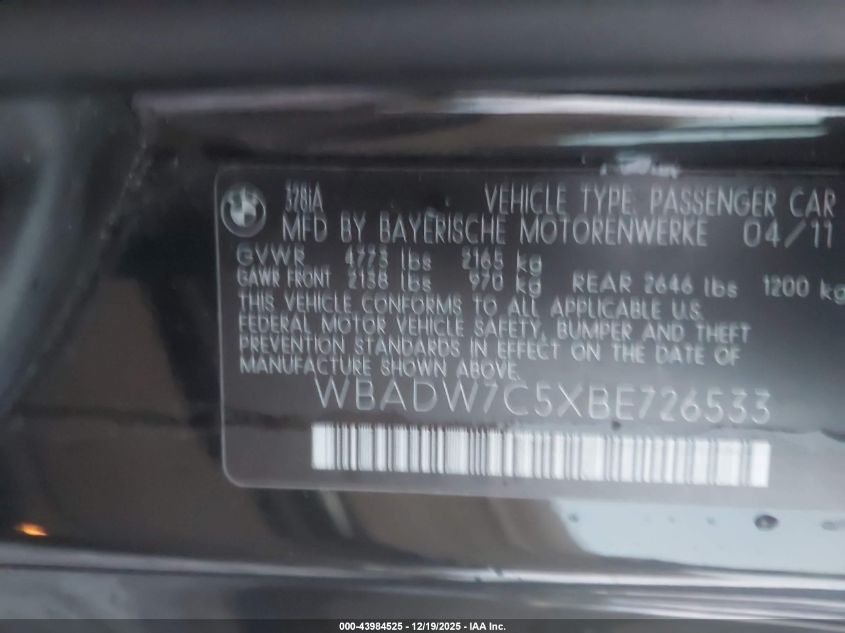 328iA
VEHICLE TYPE PASSENGER CAR
MFD BY BAYERISCHE MOTORENWERKE 04/11
GVWR 4773 lbs 2165 kg
GAWR FRONT 2138 lbs 970 kg REAR 2646 lbs 1200 kg
THIS VEHICLE CONFORMS TO ALL APPLICABLE U.S.
FEDERAL MOTOR VEHICLE SAFETY, BUMPER AND THEFT
PREVENTION STANDARDS IN EFFECT ON THE DATE OF
MANUFACTURE SHOWN ABOVE.
WBADW7C5XBE726533
000-43984525 - 12/19/2025 - IAA Inc.